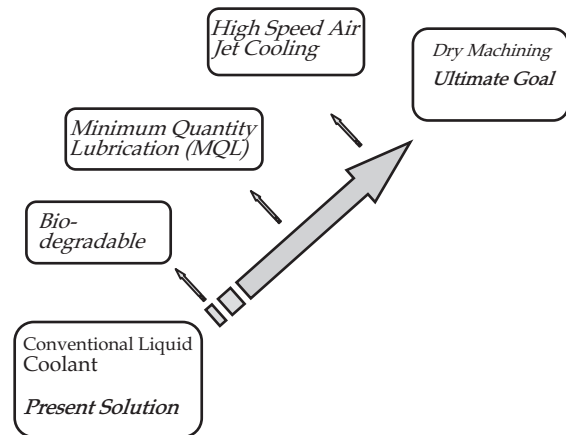 High Speed Air
Jet Cooling
Dry Machining
Ultimate Goal
Minimum Quantity
Lubrication (MQL)
Bio-
degradable
Conventional Liquid
Coolant
Present Solution